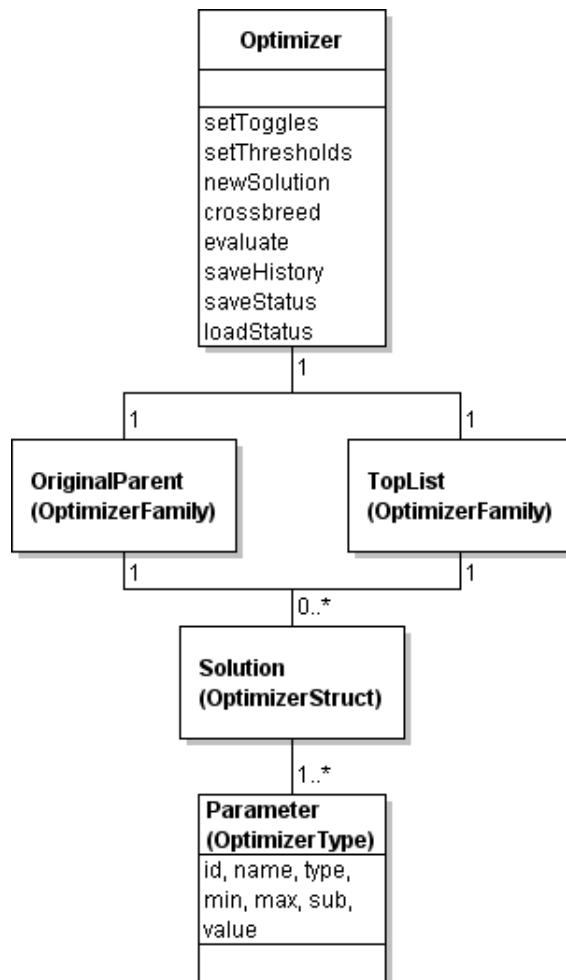 Optimizer
setToggles
setThresholds
newSolution
crossbreed
evaluate
saveHistory
saveStatus
loadStatus
1
1
1
OriginalParent
(OptimizerFamily)
TopList
(OptimizerFamily)
1
1
0..*
Solution
(OptimizerStruct)
1..*
Parameter
(OptimizerType)
id, name, type,
min, max, sub,
value